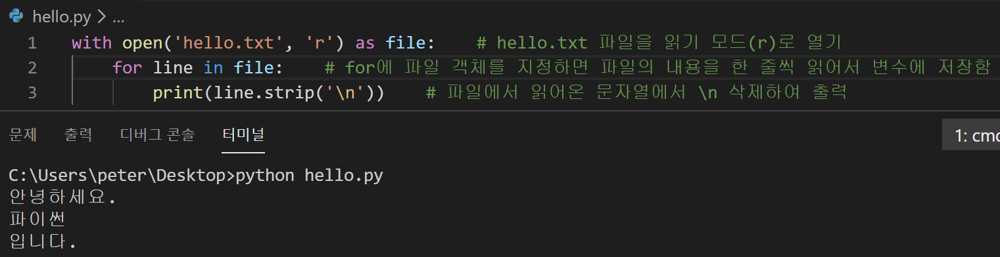 hello.py > ...
1 with open('hello.txt', 'r') as file:    # hello.txt 파일을 읽기 모드(r)로 열기
2     for line in file:    # for에 파일 객체를 지정하면 파일의 내용을 한 줄씩 읽어서 변수에 저장함
3         print(line.strip('\n'))    # 파일에서 읽어온 문자열에서 \n 삭제하여 출력
문제 출력 디버그 콘솔 터미널 1: cmd
C:\Users\peter\Desktop>python hello.py
안녕하세요.
파이썬
입니다.